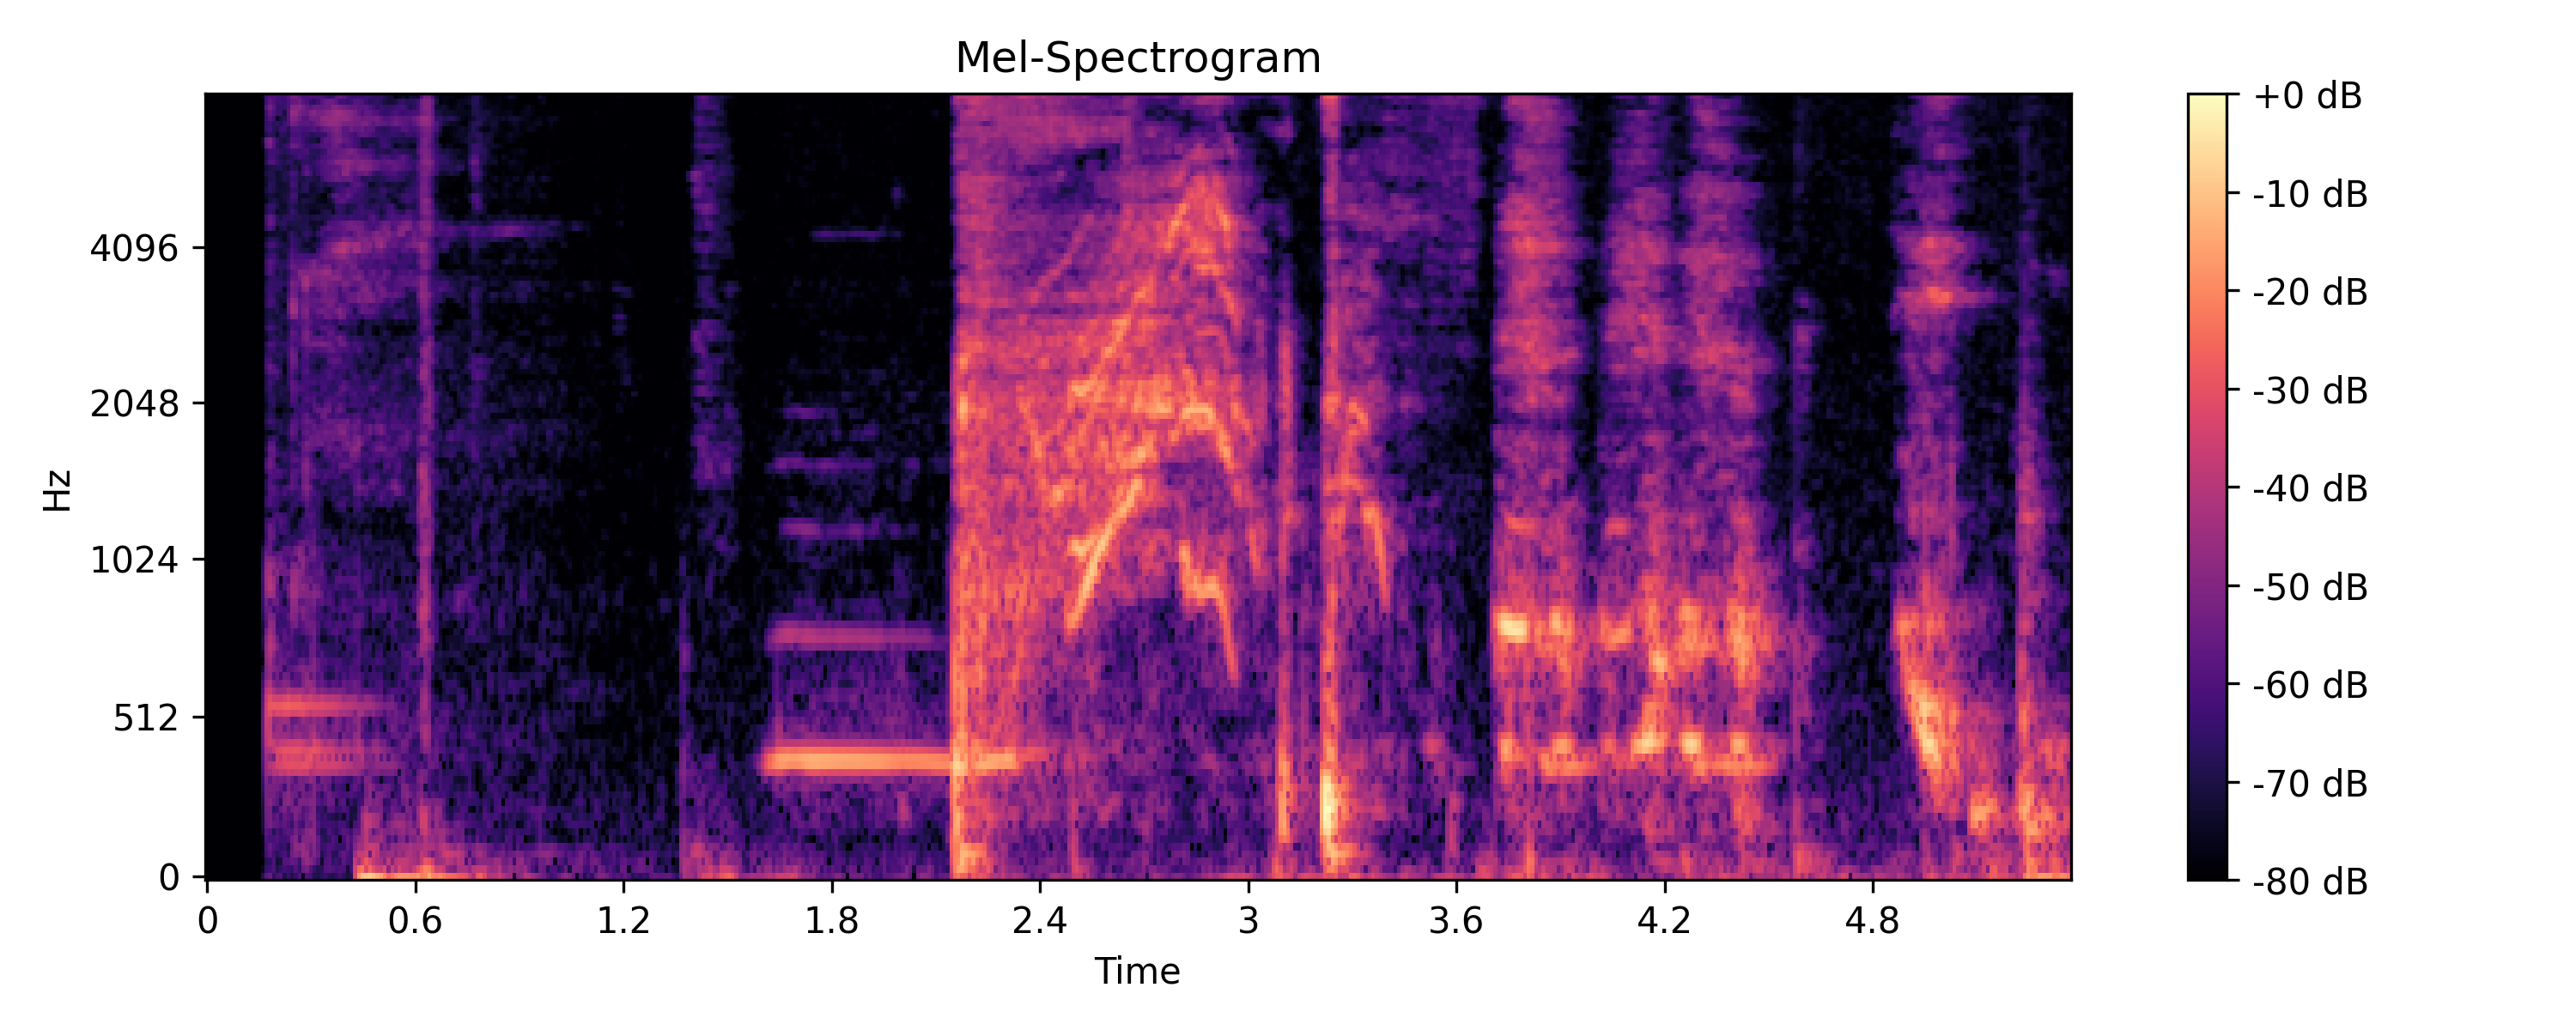 Mel-Spectrogram
+0 dB
-10 dB
-20 dB
-30 dB
-40 dB
-50 dB
-60 dB
-70 dB
-80 dB
Hz
4096
2048
1024
512
0
0 0.6 1.2 1.8 2.4 3 3.6 4.2 4.8
Time